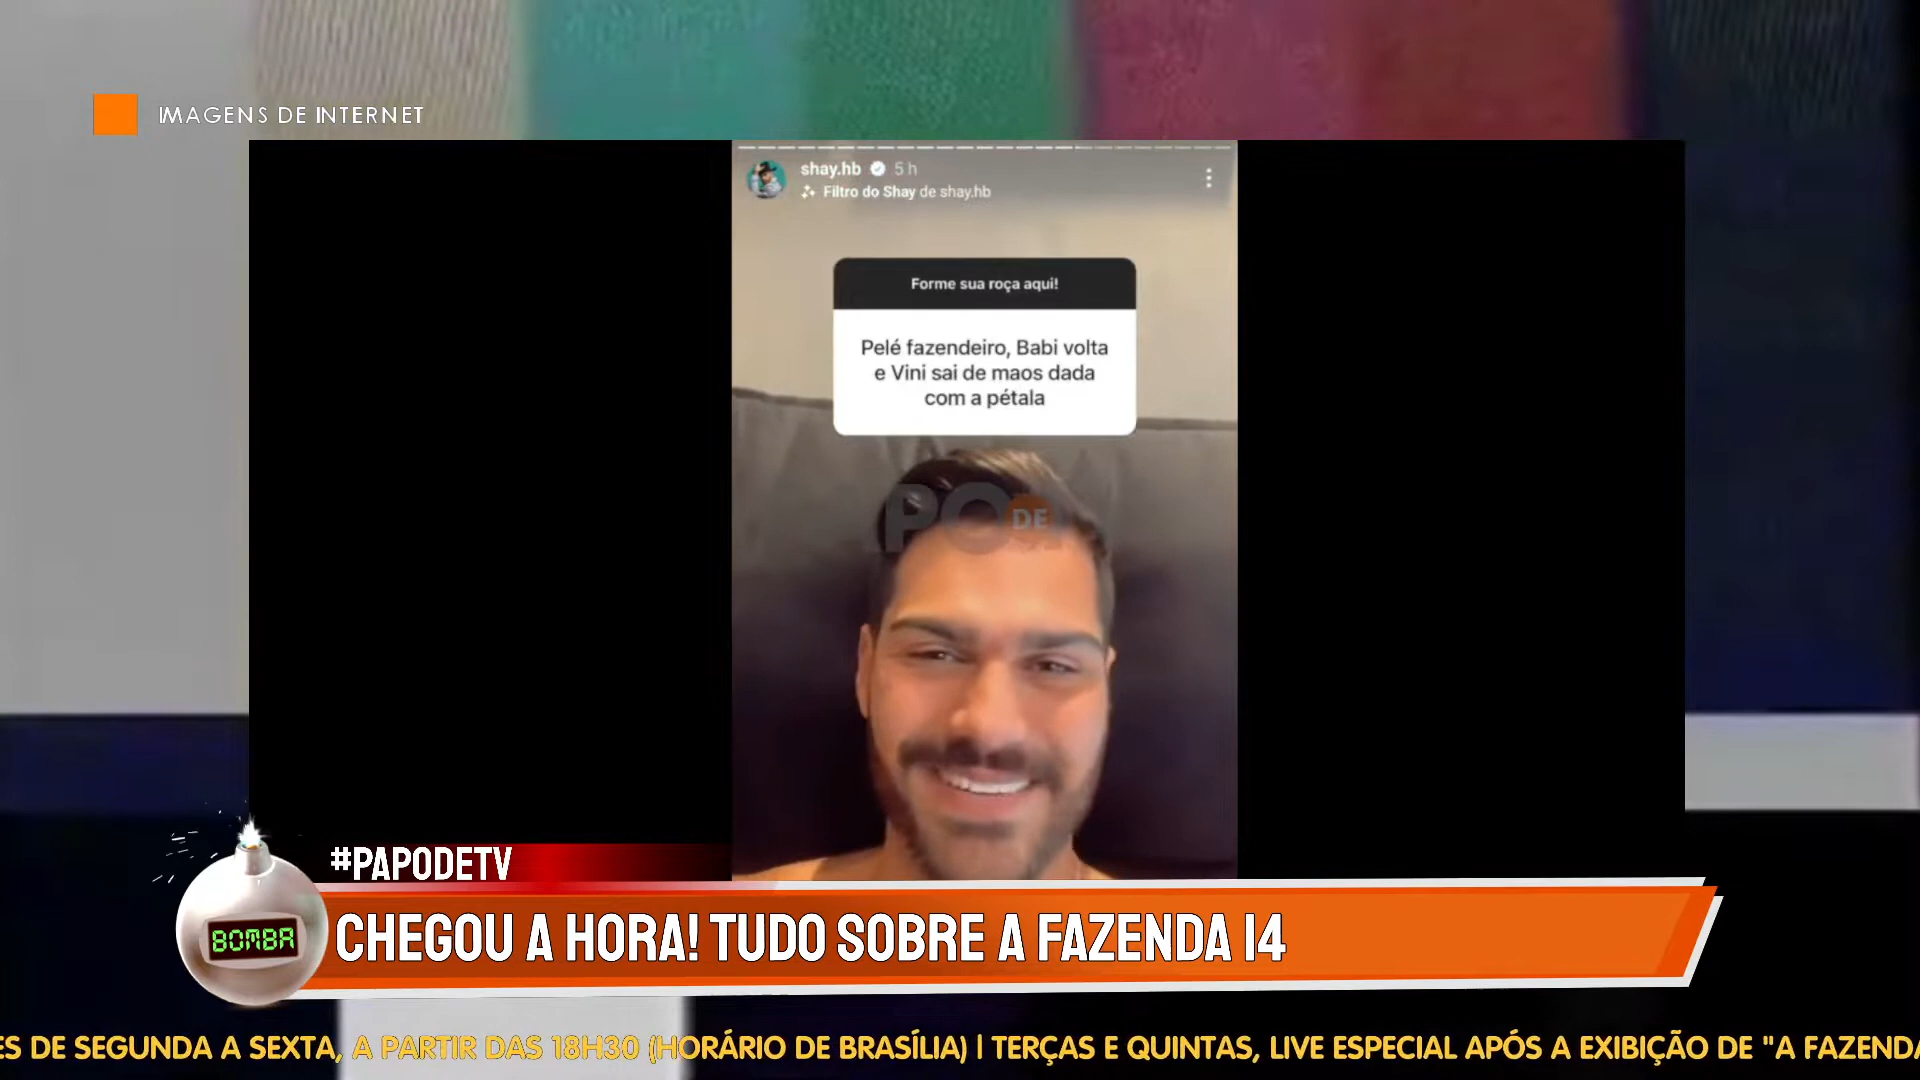 IMAGENS DE INTERNET
shay.hb 5 h
Filtro do Shay de shay.hb
Forme sua roça aqui!
Pelé fazendeiro, Babi volta
e Vini sai de maos dada
com a pétala
PO DE
#PAPODETV
BOMBA
CHEGOU A HORA! TUDO SOBRE A FAZENDA 14
ES DE SEGUNDA A SEXTA, A PARTIR DAS 18H30 (HORÁRIO DE BRASÍLIA) | TERÇAS E QUINTAS, LIVE ESPECIAL APÓS A EXIBIÇÃO DE "A FAZENDA